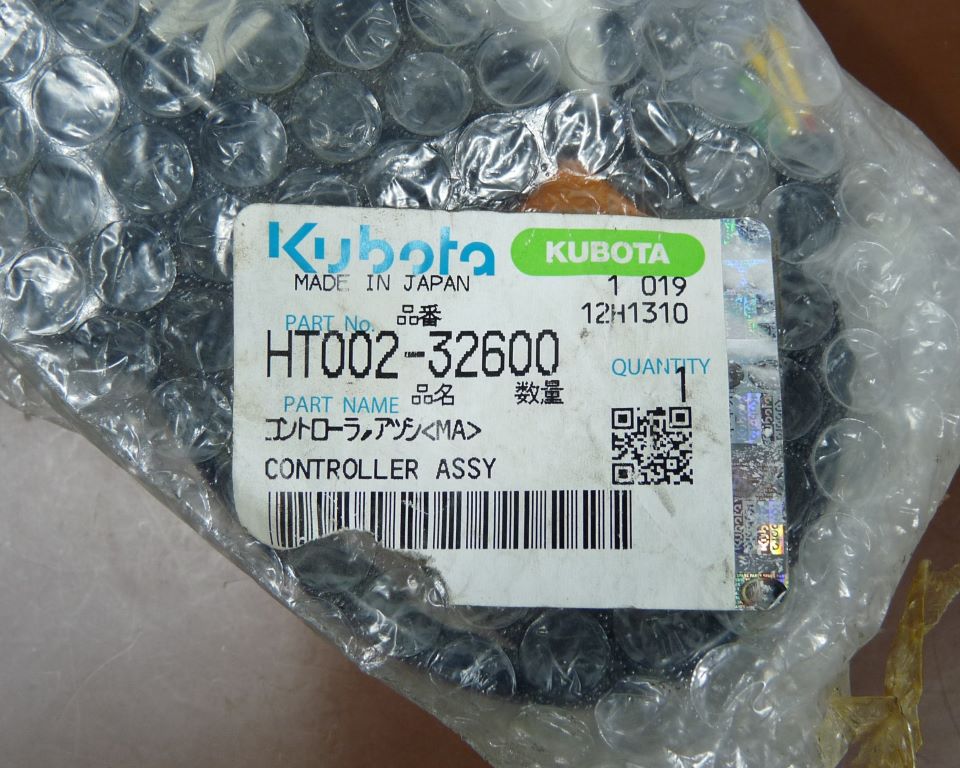 Kubota KUBOTA
MADE IN JAPAN 1 019
PART No. 品番 12H1310
HT002-32600
QUANTITY
1
PART NAME 品名 数量
コントローラ,アッシ<MA>
CONTROLLER ASSY